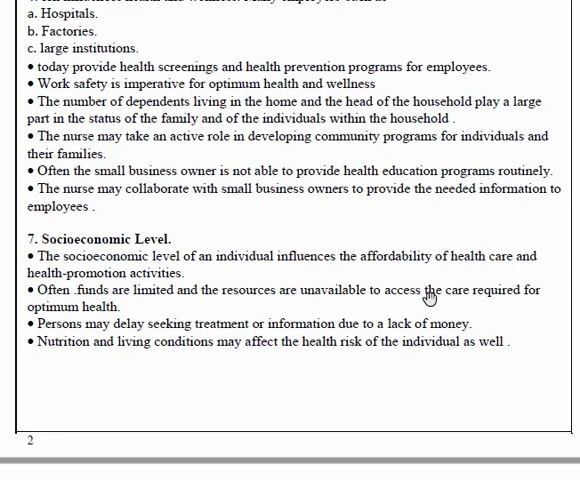 a. Hospitals.
b. Factories.
c. large institutions.
• today provide health screenings and health prevention programs for employees.
• Work safety is imperative for optimum health and wellness
• The number of dependents living in the home and the head of the household play a large
part in the status of the family and of the individuals within the household .
• The nurse may take an active role in developing community programs for individuals and
their families.
• Often the small business owner is not able to provide health education programs routinely.
• The nurse may collaborate with small business owners to provide the needed information to
employees .
7. Socioeconomic Level.
• The socioeconomic level of an individual influences the affordability of health care and
health-promotion activities.
• Often .funds are limited and the resources are unavailable to access the care required for
optimum health.
• Persons may delay seeking treatment or information due to a lack of money.
• Nutrition and living conditions may affect the health risk of the individual as well .
2